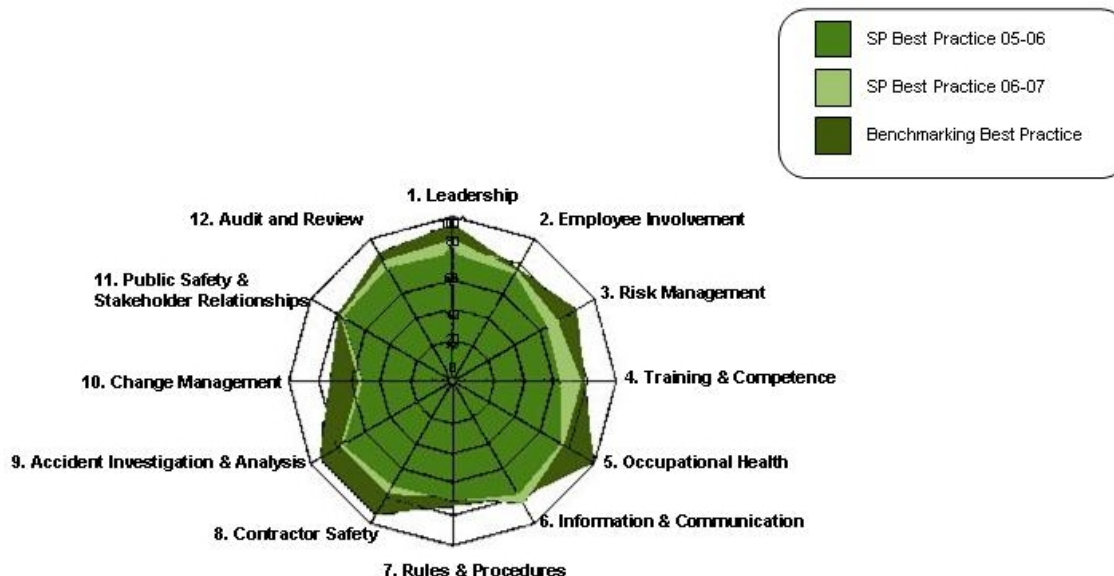 SP Best Practice 05-06
SP Best Practice 06-07
Benchmarking Best Practice
1. Leadership
2. Employee Involvement
3. Risk Management
4. Training & Competence
5. Occupational Health
6. Information & Communication
7. Rules & Procedures
8. Contractor Safety
9. Accident Investigation & Analysis
10. Change Management
11. Public Safety &
Stakeholder Relationships
12. Audit and Review